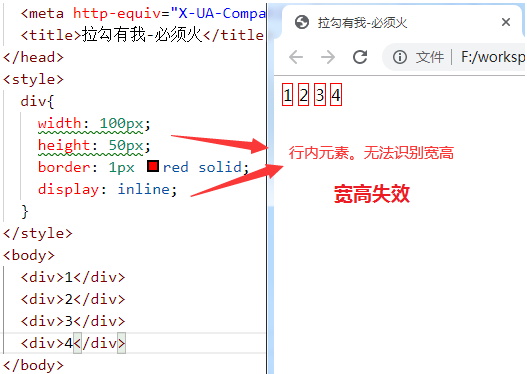 <meta http-equiv="X-UA-Compa
<title>拉勾有我-必须火</title
</head>
<style>
div{
width: 100px;
height: 50px;
border: 1px red solid;
display: inline;
}
</style>
<body>
<div>1</div>
<div>2</div>
<div>3</div>
<div>4</div>
</body>
拉勾有我-必须火
文件 | F:/worksp
1 2 3 4
行内元素。无法识别宽高
宽高失效